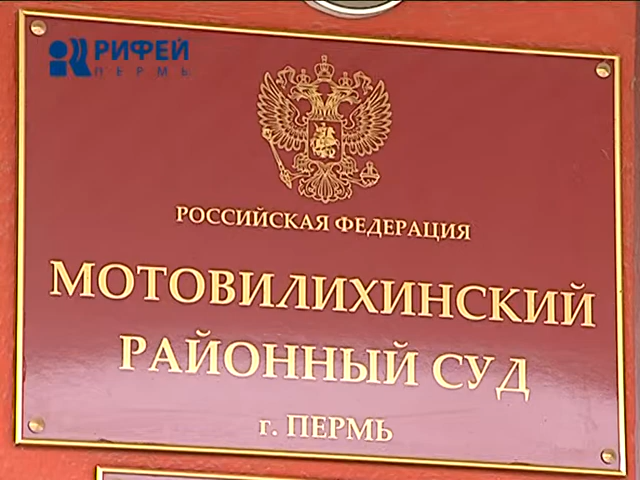 РИФЕЙ
ПЕРМЬ
РОССИЙСКАЯ ФЕДЕРАЦИЯ
МОТОВИЛИХИНСКИЙ
РАЙОННЫЙ СУД
г. ПЕРМЬ